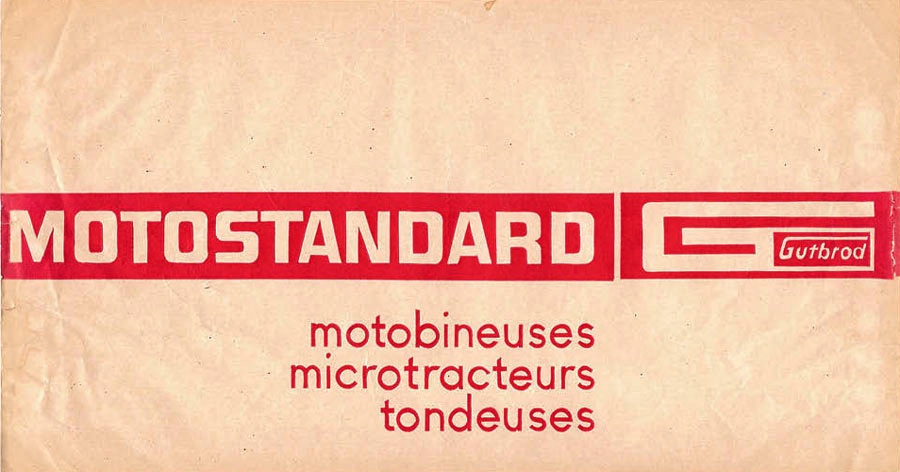 MOTOSTANDARD
Gutbrod
motobineuses
microtracteurs
tondeuses